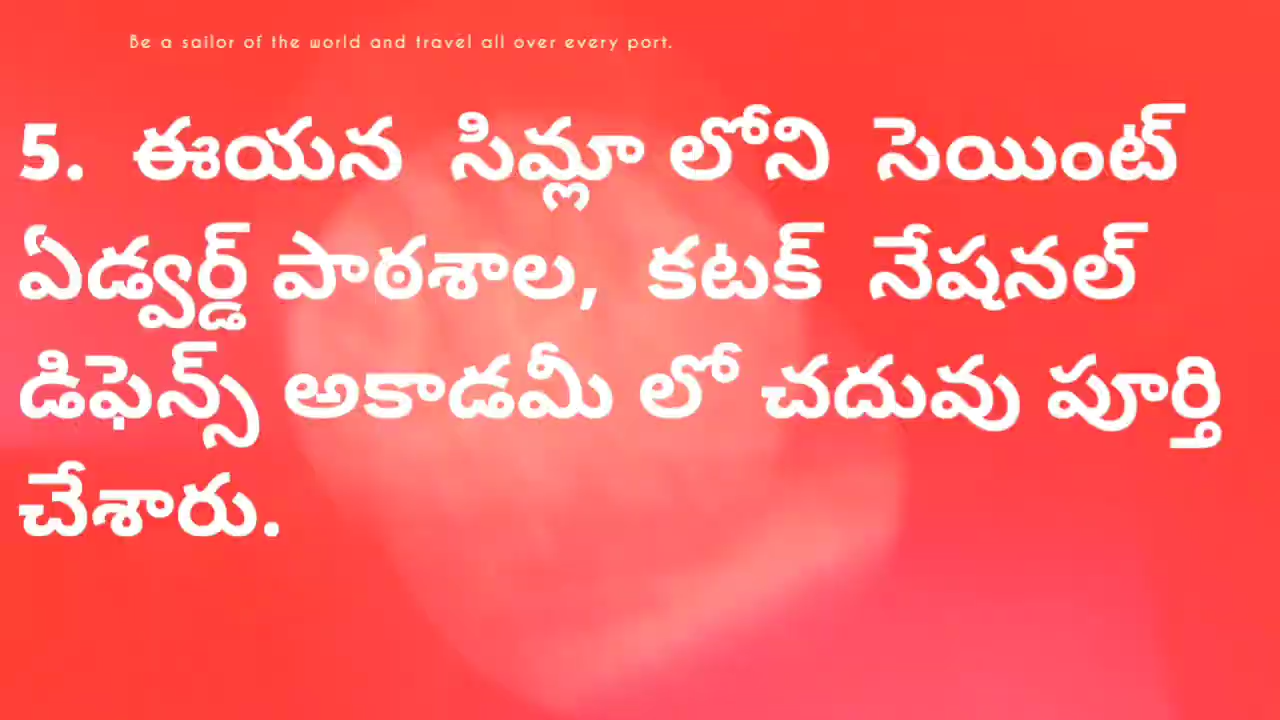 Be a sailor of the world and travel all over every port.
5. ఈయన సిమ్లా లోని సెయింట్
ఏడ్వర్డ్ పాఠశాల, కటక్ నేషనల్
డిఫెన్స్ అకాడమీ లో చదువు పూర్తి
చేశారు.